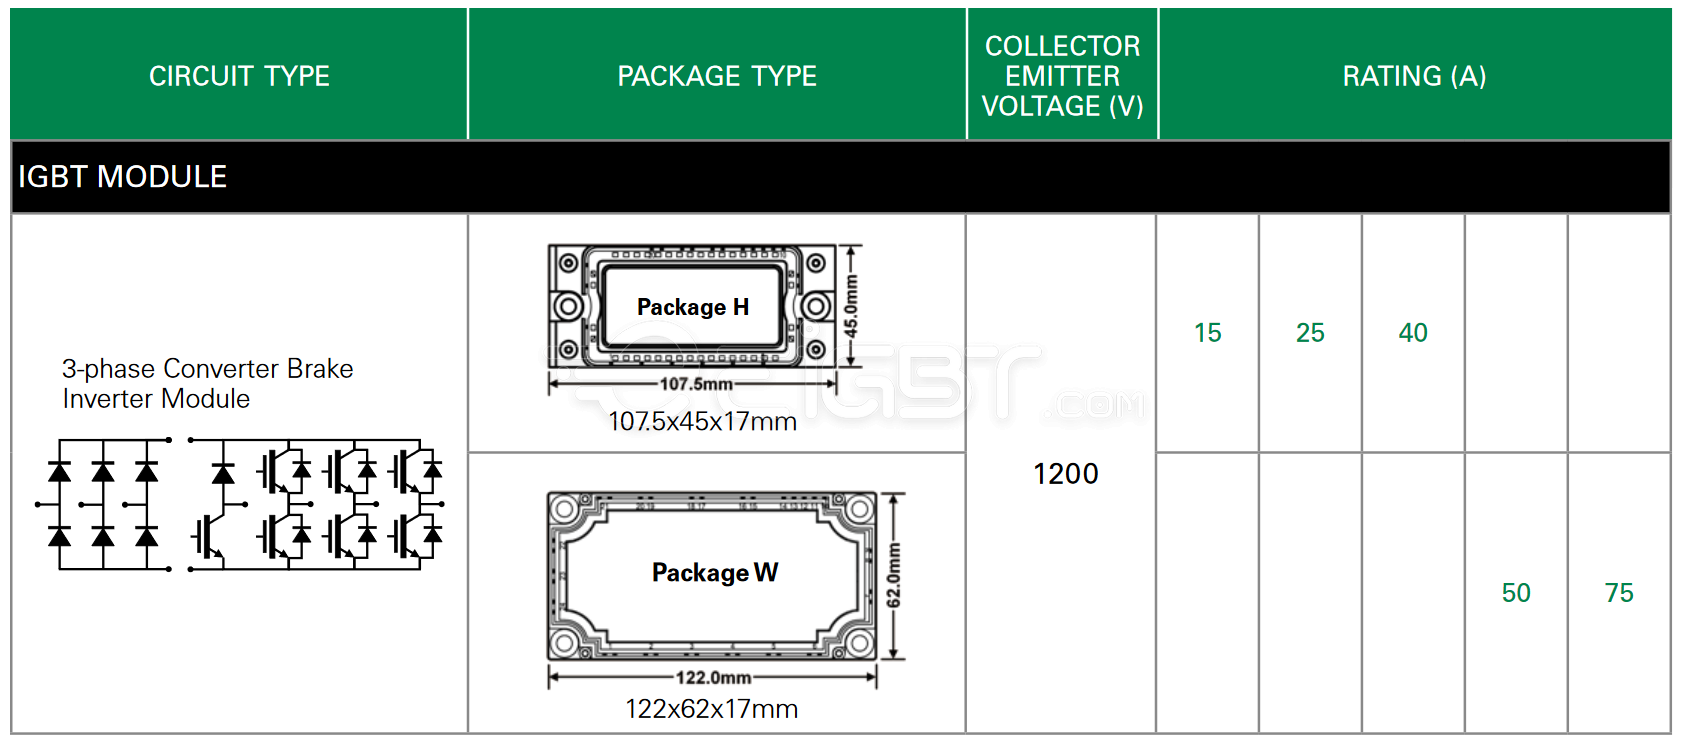 CIRCUIT TYPE
PACKAGE TYPE
COLLECTOR
EMITTER
VOLTAGE (V)
RATING (A)
IGBT MODULE
3-phase Converter Brake
Inverter Module
Package H
45.0mm
107.5mm
107.5x45x17mm
1200
15
25
40
Package W
62.0mm
122.0mm
122x62x17mm
50
75
.COM